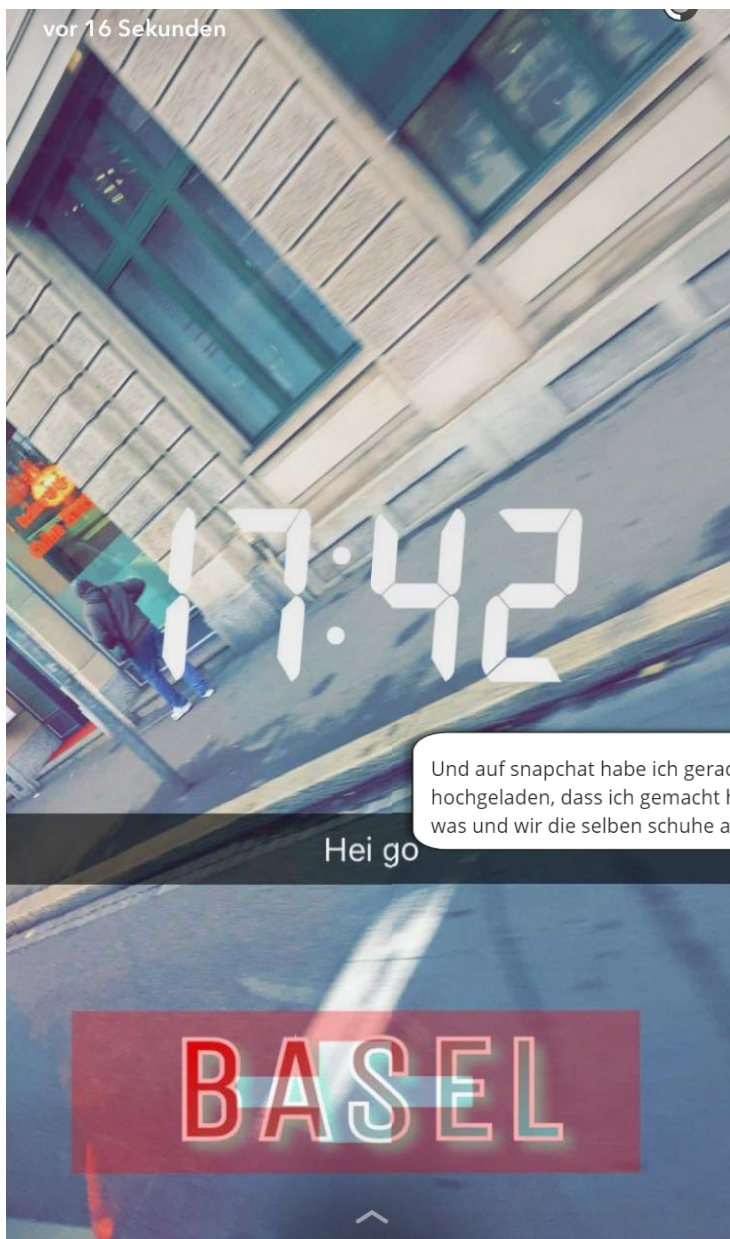 vor 16 Sekunden
17:42
Und auf snapchat habe ich gerad
hochgeladen, dass ich gemacht h
was und wir die selben schuhe a
Hei go
BASEL